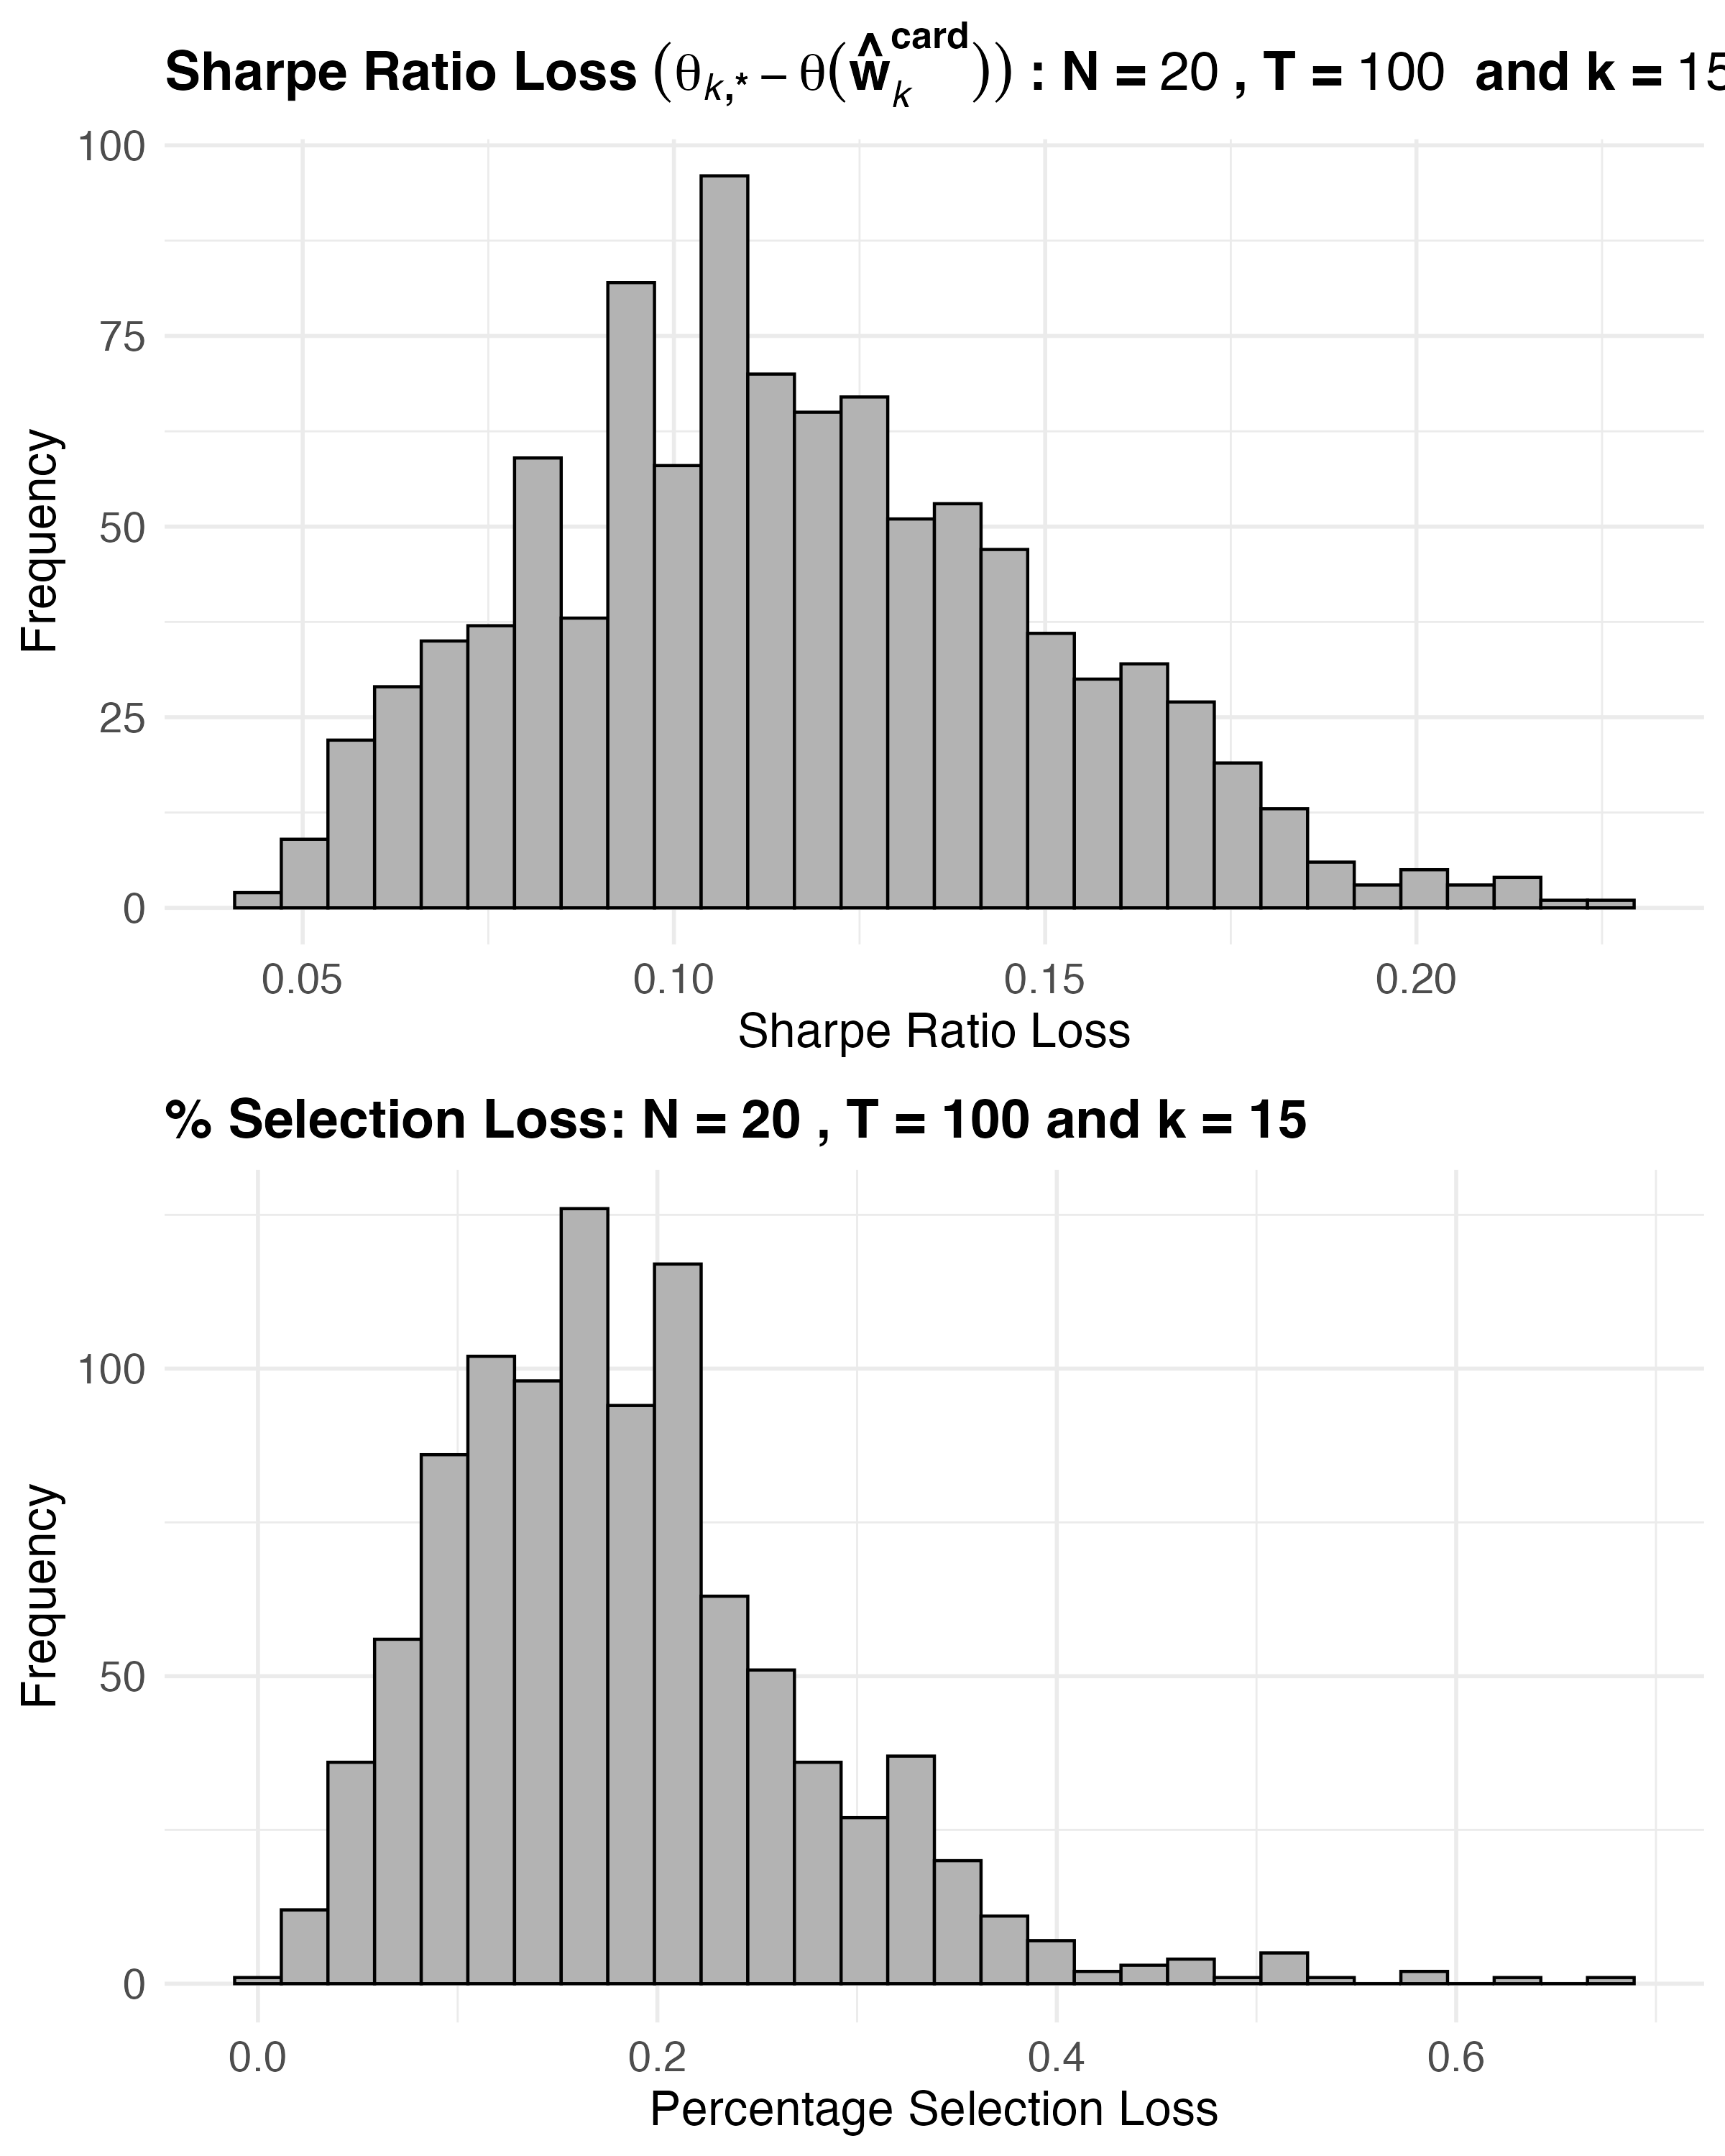 Sharpe Ratio Loss (θk,* − θ(ŵk^card)) : N = 20 , T = 100 and k = 15
100
75
50
25
0
Frequency
0.05 0.10 0.15 0.20
Sharpe Ratio Loss
% Selection Loss: N = 20 , T = 100 and k = 15
100
50
0
Frequency
0.0 0.2 0.4 0.6
Percentage Selection Loss